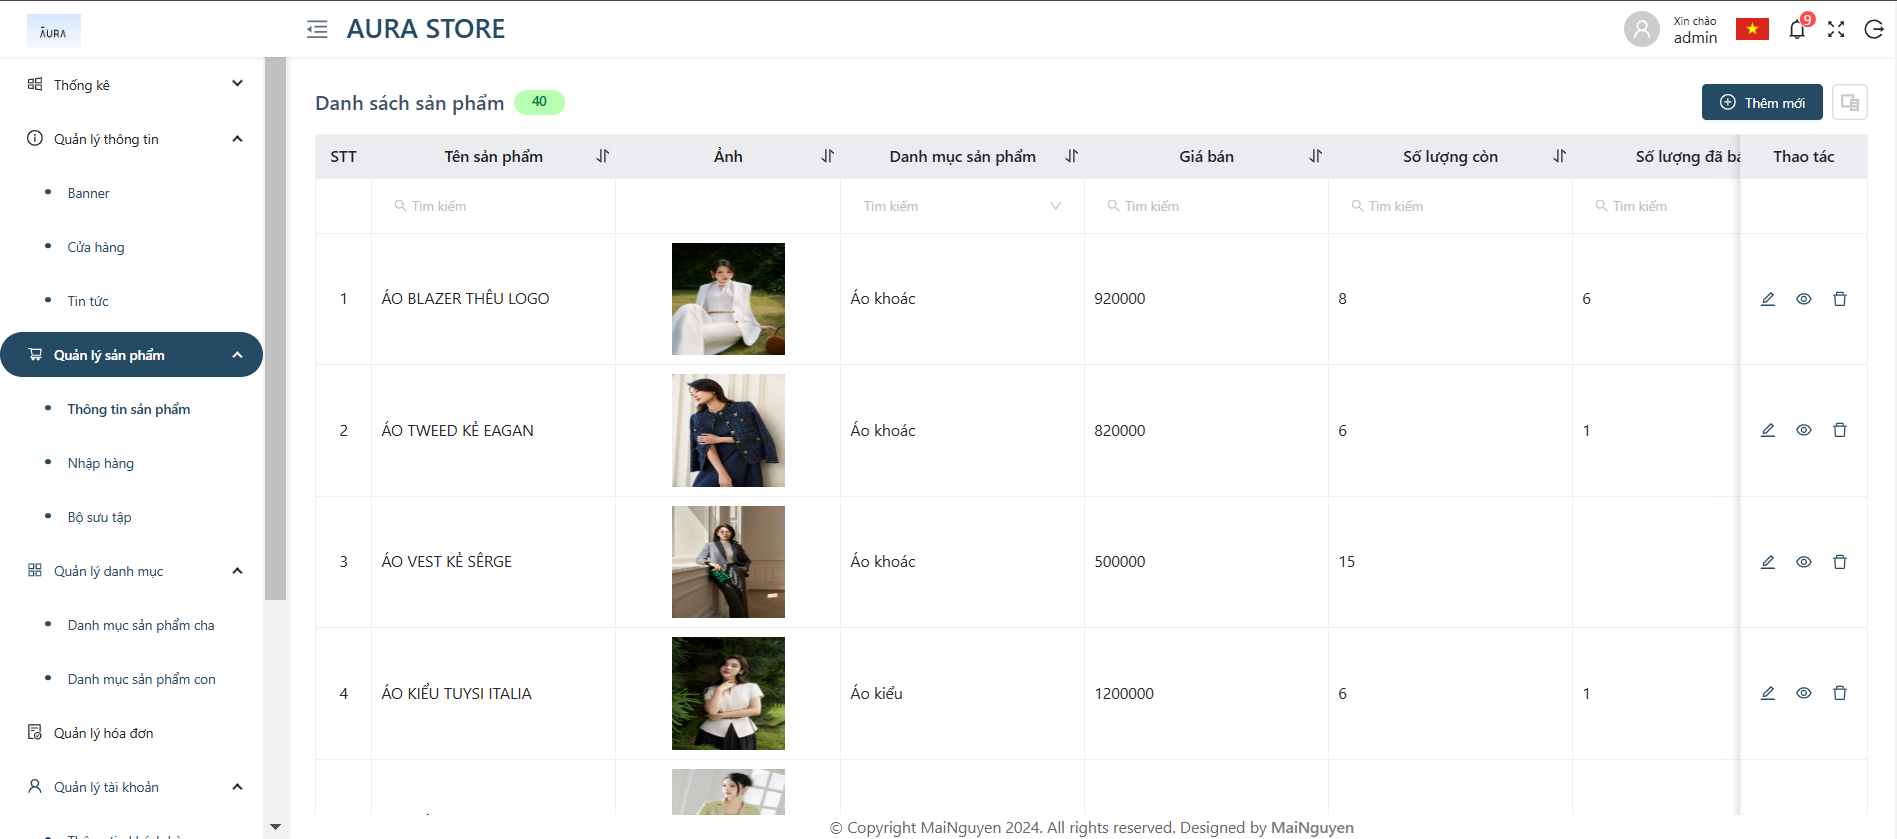 ĀURA
AURA STORE
Xin chào
admin
9
Thống kê
Quản lý thông tin
Banner
Cửa hàng
Tin tức
Quản lý sản phẩm
Thông tin sản phẩm
Nhập hàng
Bộ sưu tập
Quản lý danh mục
Danh mục sản phẩm cha
Danh mục sản phẩm con
Quản lý hóa đơn
Quản lý tài khoản
Danh sách sản phẩm 40
Thêm mới
STT Tên sản phẩm Ảnh Danh mục sản phẩm Giá bán Số lượng còn Số lượng đã bá Thao tác
Tìm kiếm Tìm kiếm Tìm kiếm Tìm kiếm Tìm kiếm
1 ÁO BLAZER THÊU LOGO Áo khoác 920000 8 6
2 ÁO TWEED KẺ EAGAN Áo khoác 820000 6 1
3 ÁO VEST KẺ SÊRGE Áo khoác 500000 15
4 ÁO KIỂU TUYSI ITALIA Áo kiểu 1200000 6 1
© Copyright MaiNguyen 2024. All rights reserved. Designed by MaiNguyen